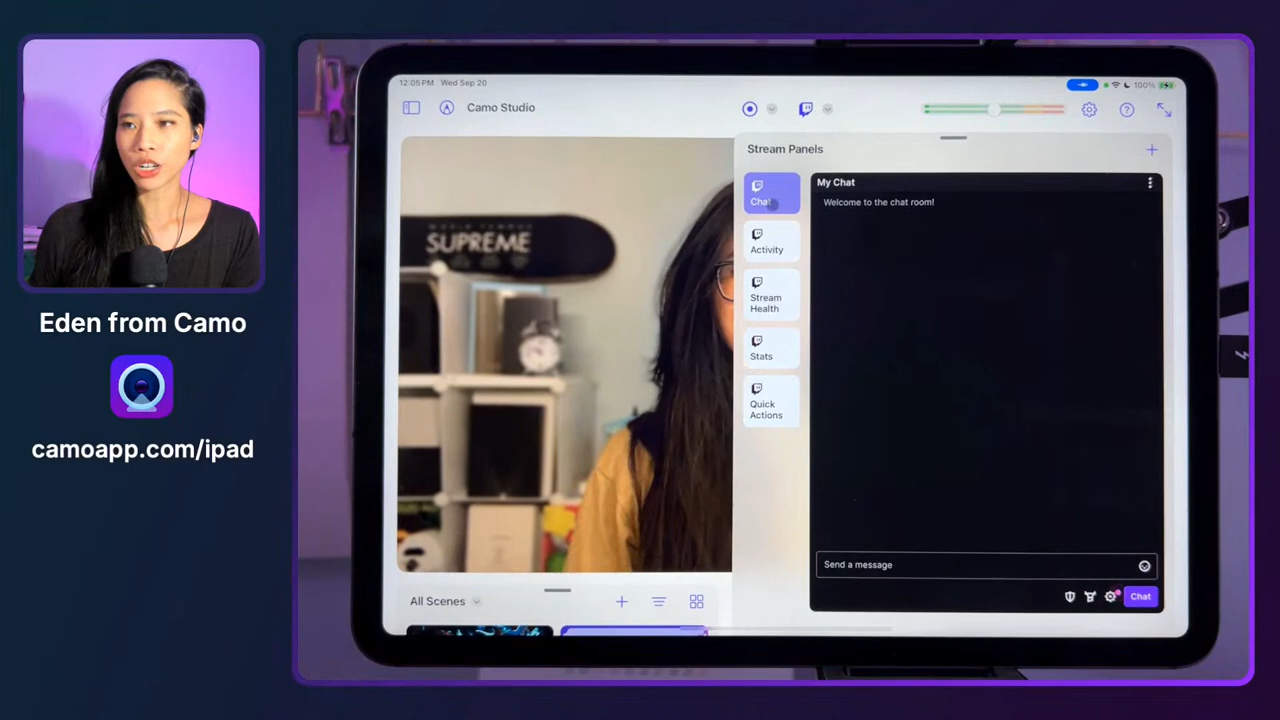 Eden from Camo
camoapp.com/ipad
12:05 PM Wed Sep 20
100%
Camo Studio
Stream Panels
Chat
Activity
Stream
Health
Stats
Quick
Actions
My Chat
Welcome to the chat room!
Send a message
Chat
SUPREME
All Scenes